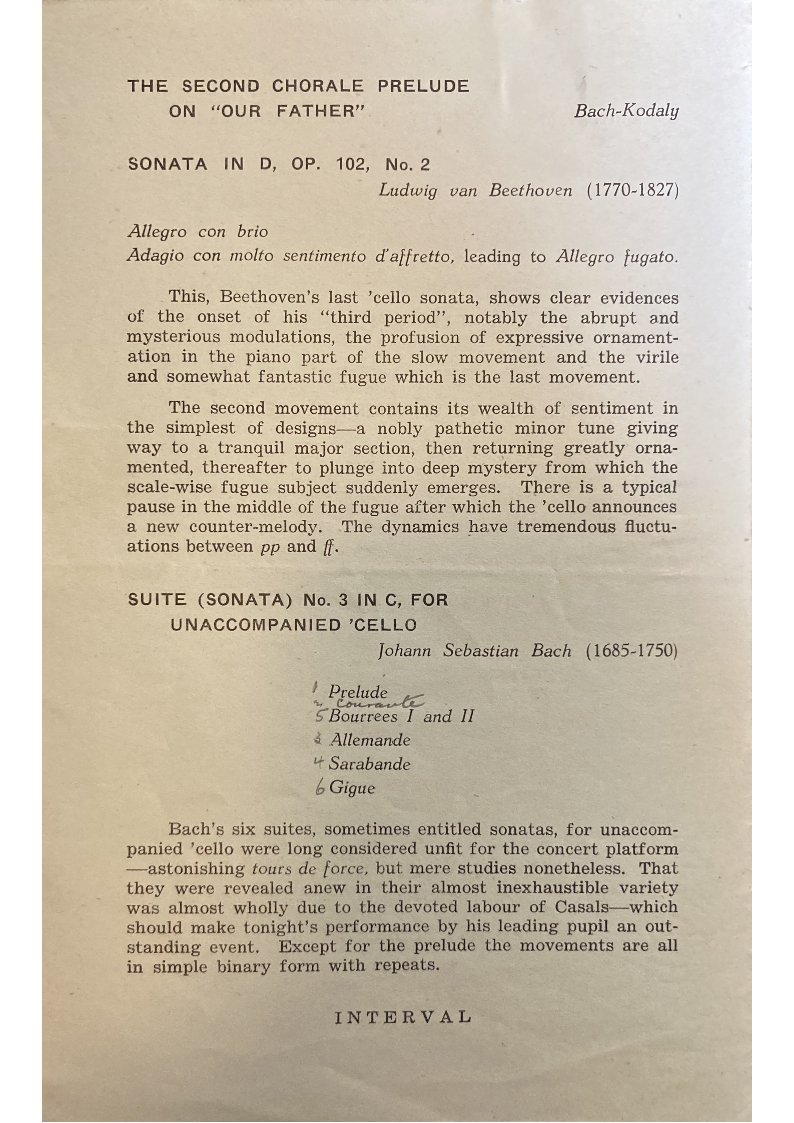 THE SECOND CHORALE PRELUDE
ON "OUR FATHER" Bach-Kodaly
SONATA IN D, OP. 102, No. 2
Ludwig van Beethoven (1770-1827)
Allegro con brio
Adagio con molto sentimento d'affretto, leading to Allegro fugato.
This, Beethoven's last 'cello sonata, shows clear evidences
of the onset of his "third period", notably the abrupt and
mysterious modulations, the profusion of expressive ornament-
ation in the piano part of the slow movement and the virile
and somewhat fantastic fugue which is the last movement.
The second movement contains its wealth of sentiment in
the simplest of designs—a nobly pathetic minor tune giving
way to a tranquil major section, then returning greatly orna-
mented, thereafter to plunge into deep mystery from which the
scale-wise fugue subject suddenly emerges. There is a typical
pause in the middle of the fugue after which the 'cello announces
a new counter-melody. The dynamics have tremendous fluctu-
ations between pp and ff.
SUITE (SONATA) No. 3 IN C, FOR
UNACCOMPANIED 'CELLO
Johann Sebastian Bach (1685-1750)
1 Prelude
2 Courante
5 Bourrees I and II
3 Allemande
4 Sarabande
6 Gigue
Bach's six suites, sometimes entitled sonatas, for unaccom-
panied 'cello were long considered unfit for the concert platform
—astonishing tours de force, but mere studies nonetheless. That
they were revealed anew in their almost inexhaustible variety
was almost wholly due to the devoted labour of Casals—which
should make tonight's performance by his leading pupil an out-
standing event. Except for the prelude the movements are all
in simple binary form with repeats.
INTERVAL